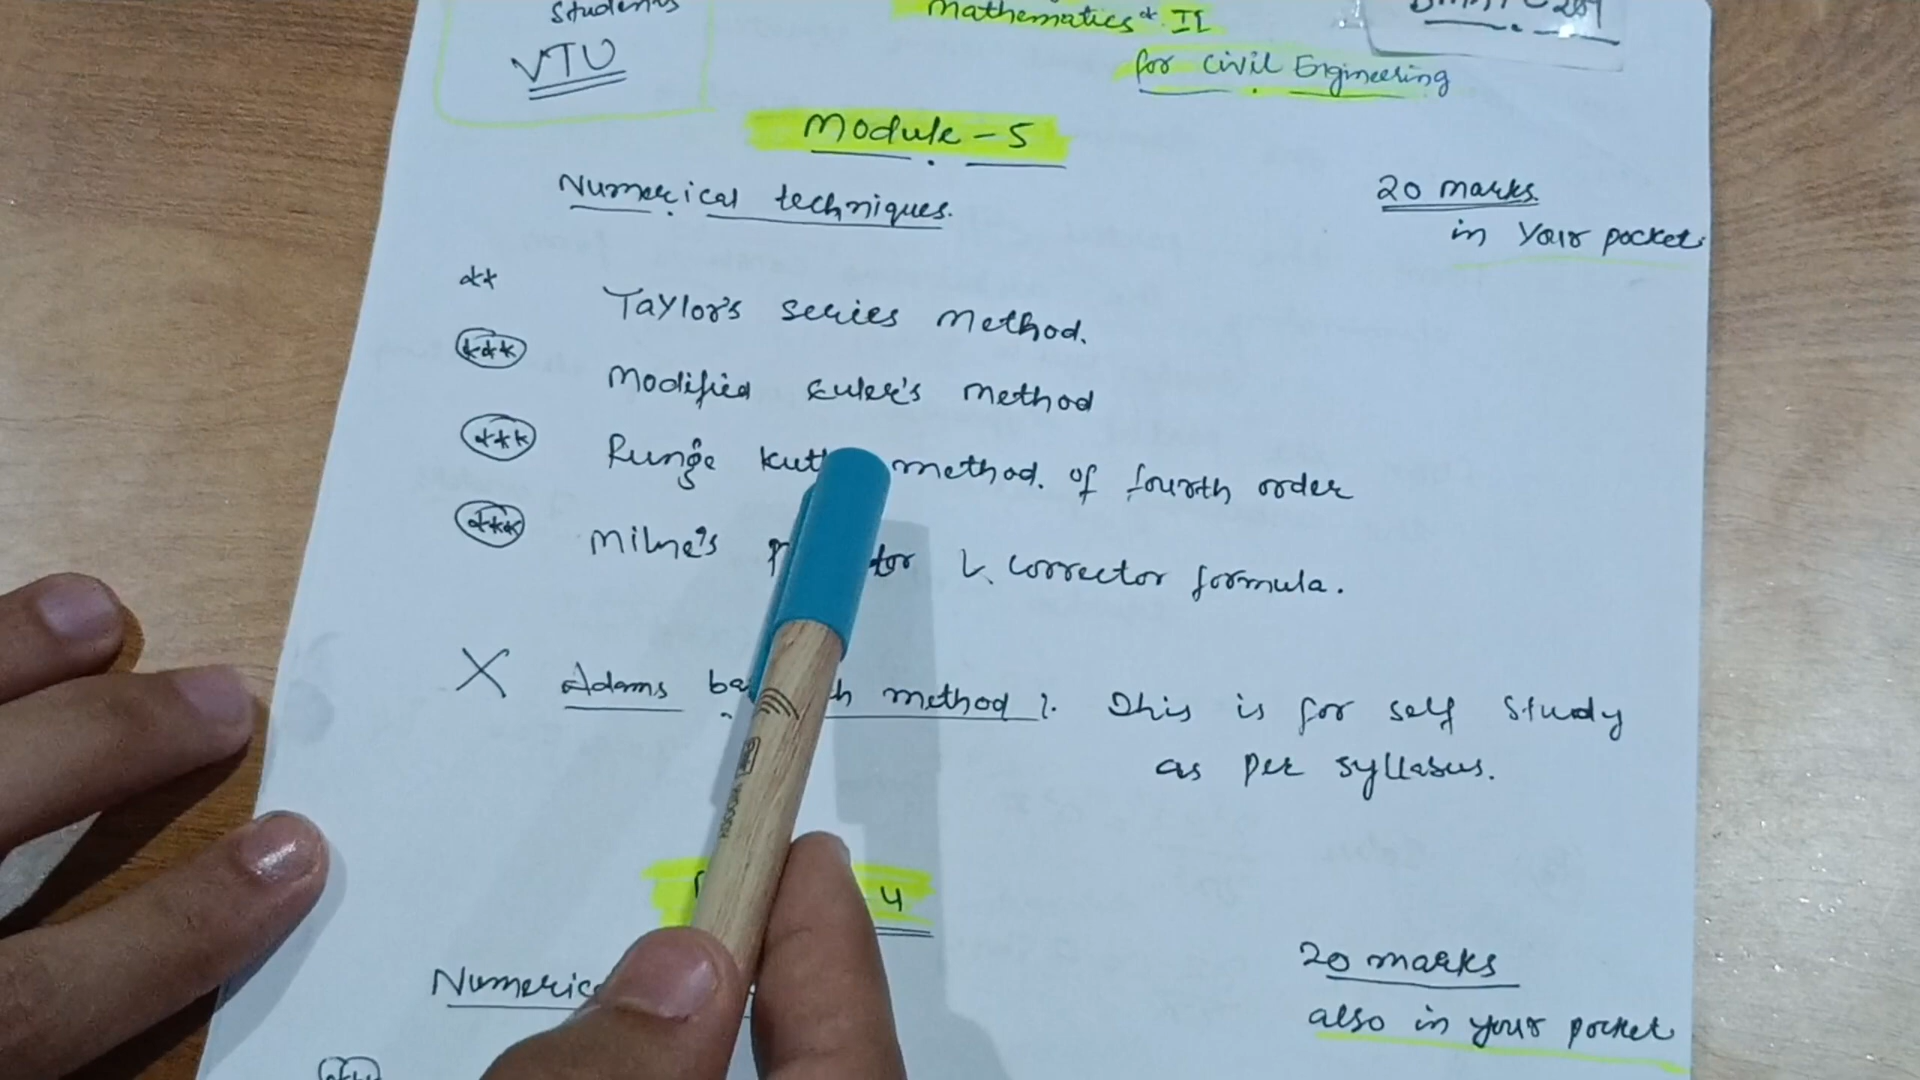 Students
VTU
Mathematics - II
for Civil Engineering
Module - 5
Numerical techniques.
20 marks
in your pocket.
** Taylor's series method.
*** Modified Euler's method
*** Runge method. of fourth order
*** Milne's & corrector formula.
X Adams method :. This is for self study
as per syllabus.
4
20 marks
also in your pocket